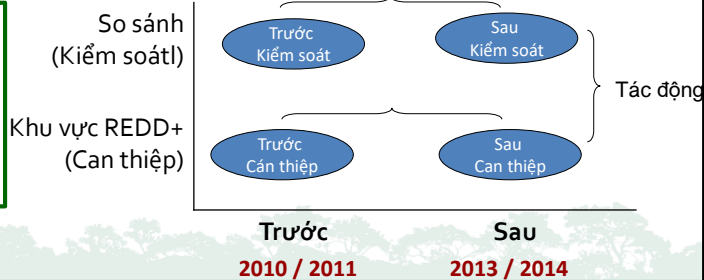 So sánh
(Kiểm soátl)
Trước
Kiểm soát
Sau
Kiểm soát
Tác động
Khu vực REDD+
(Can thiệp)
Trước
Cán thiệp
Sau
Can thiệp
Trước
Sau
2010 / 2011
2013 / 2014